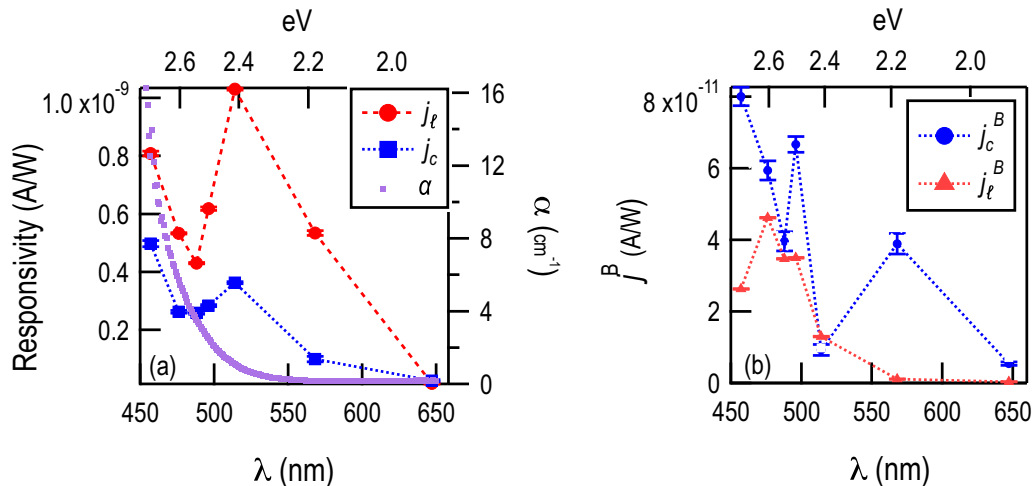 eV
2.6 2.4 2.2 2.0
1.0 x10⁻⁹
0.8
0.6
0.4
0.2
Responsivity (A/W)
jℓ
jc
α
16
12
8
4
0
α (cm⁻¹)
(a)
450 500 550 600 650
λ (nm)
eV
2.6 2.4 2.2 2.0
8 x10⁻¹¹
6
4
2
0
jᴮ (A/W)
jcᴮ
jℓᴮ
(b)
450 500 550 600 650
λ (nm)